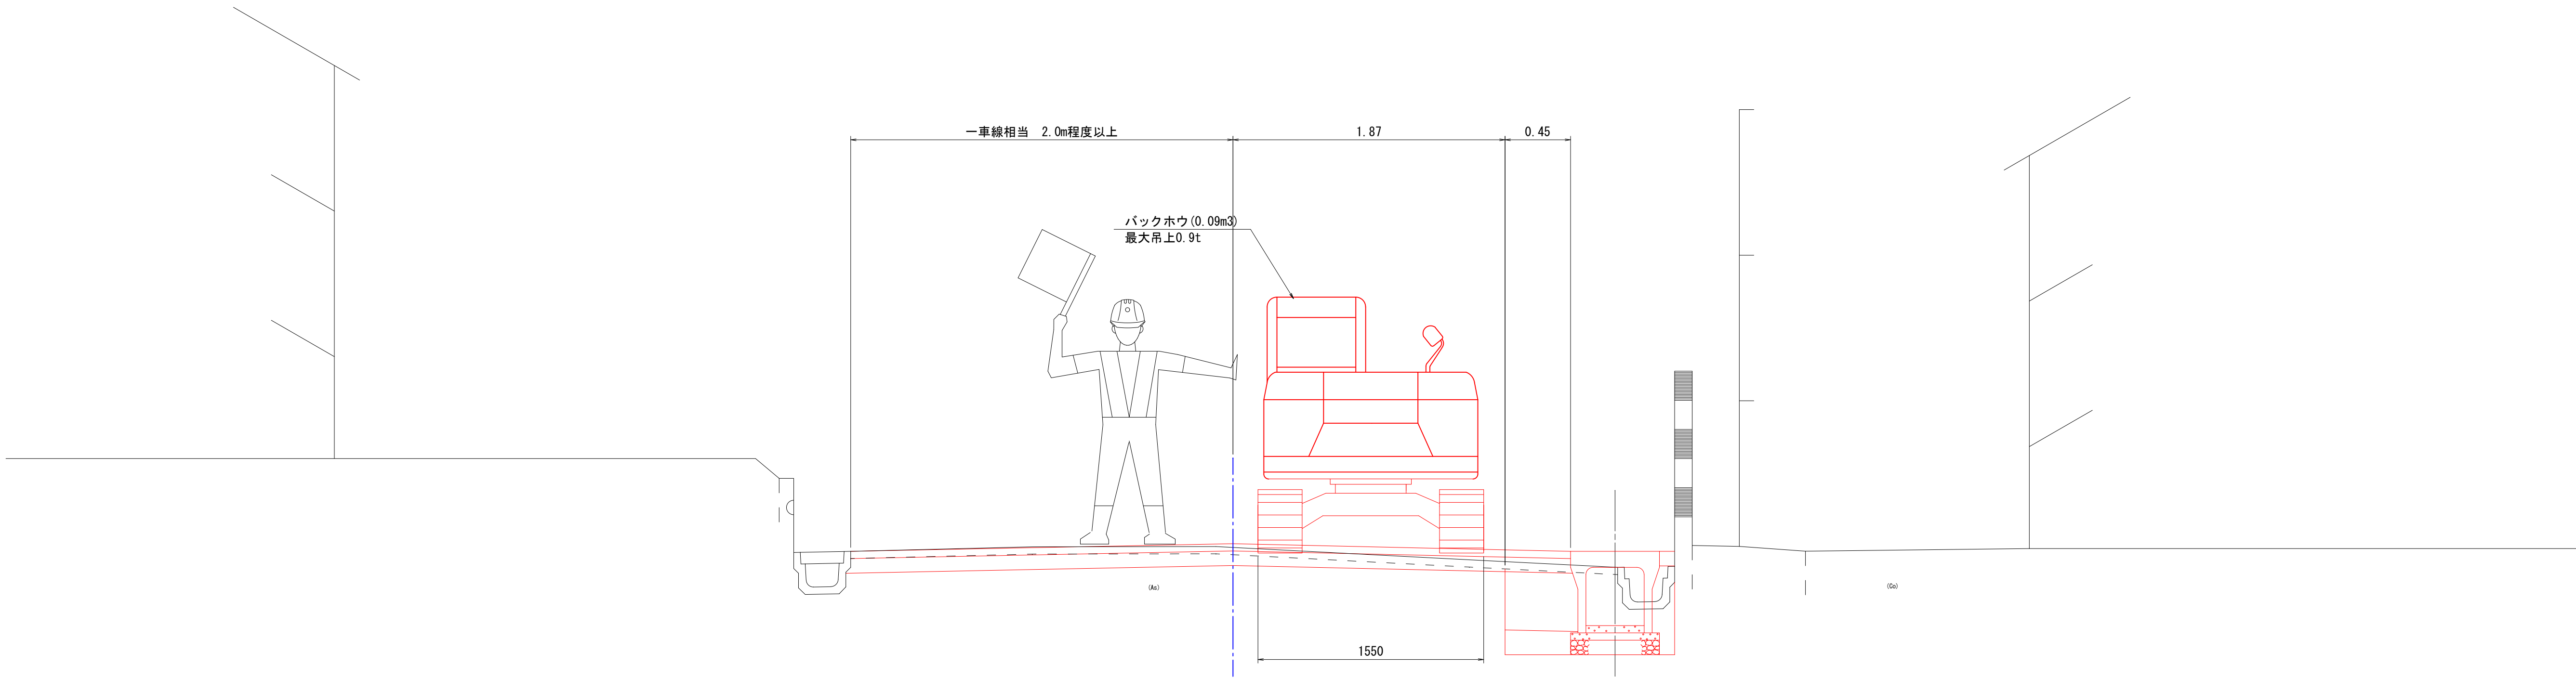 一車線相当　2.0m程度以上
1.87
0.45
バックホウ(0.09m3)
最大吊上0.9t
(As)
(Co)
1550